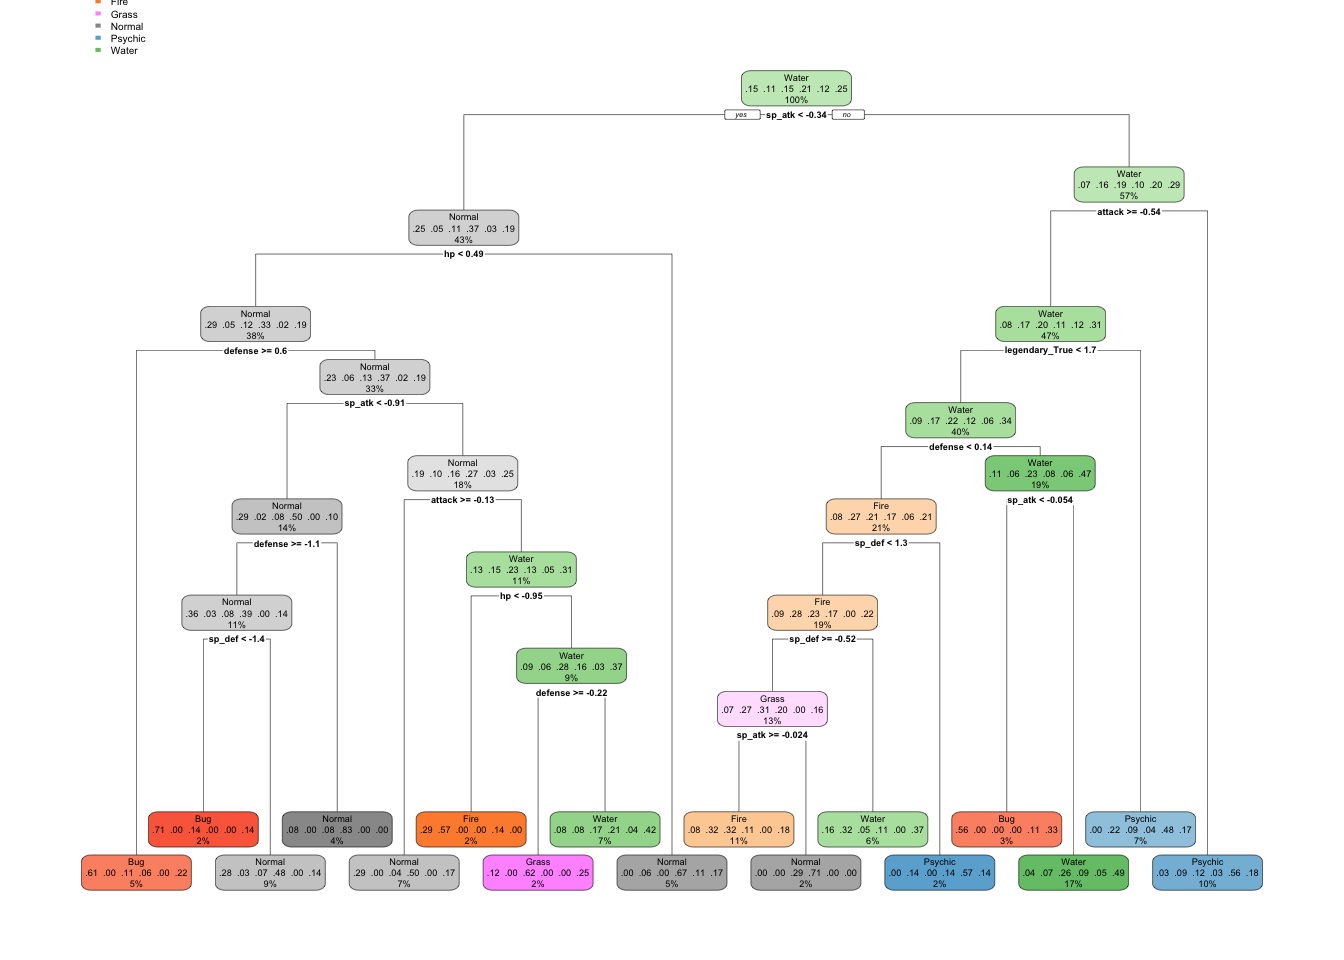 Fire
Grass
Normal
Psychic
Water
Water
.15 .11 .15 .21 .12 .25
100%
yes sp_atk < -0.34 no
Water
.07 .16 .19 .10 .20 .29
57%
attack >= -0.54
Normal
.25 .05 .11 .37 .03 .19
43%
hp < 0.49
Normal
.29 .05 .12 .33 .02 .19
38%
defense >= 0.6
Water
.08 .17 .20 .11 .12 .31
47%
legendary_True < 1.7
Normal
.23 .06 .13 .37 .02 .19
33%
sp_atk < -0.91
Water
.09 .17 .22 .12 .06 .34
40%
defense < 0.14
Normal
.19 .10 .16 .27 .03 .25
18%
attack >= -0.13
Water
.11 .06 .23 .08 .06 .47
19%
sp_atk < -0.054
Normal
.29 .02 .08 .50 .00 .10
14%
defense >= -1.1
Fire
.08 .27 .21 .17 .06 .21
21%
sp_def < 1.3
Water
.13 .15 .23 .13 .05 .31
11%
hp < -0.95
Normal
.36 .03 .08 .39 .00 .14
11%
sp_def < -1.4
Fire
.09 .28 .23 .17 .00 .22
19%
sp_def >= -0.52
Water
.09 .06 .28 .16 .03 .37
9%
defense >= -0.22
Grass
.07 .27 .31 .20 .00 .16
13%
sp_atk >= -0.024
Bug
.71 .00 .14 .00 .00 .14
2%
Normal
.08 .00 .08 .83 .00 .00
4%
Fire
.29 .57 .00 .00 .14 .00
2%
Water
.08 .08 .17 .21 .04 .42
7%
Fire
.08 .32 .32 .11 .00 .18
11%
Water
.16 .32 .05 .11 .00 .37
6%
Bug
.56 .00 .00 .00 .11 .33
3%
Psychic
.00 .22 .09 .04 .48 .17
7%
Bug
.61 .00 .11 .06 .00 .22
5%
Normal
.28 .03 .07 .48 .00 .14
9%
Normal
.29 .00 .04 .50 .00 .17
7%
Grass
.12 .00 .62 .00 .00 .25
2%
Normal
.00 .06 .00 .67 .11 .17
5%
Normal
.00 .00 .29 .71 .00 .00
2%
Psychic
.00 .14 .00 .14 .57 .14
2%
Water
.04 .07 .26 .09 .05 .49
17%
Psychic
.03 .09 .12 .03 .56 .18
10%